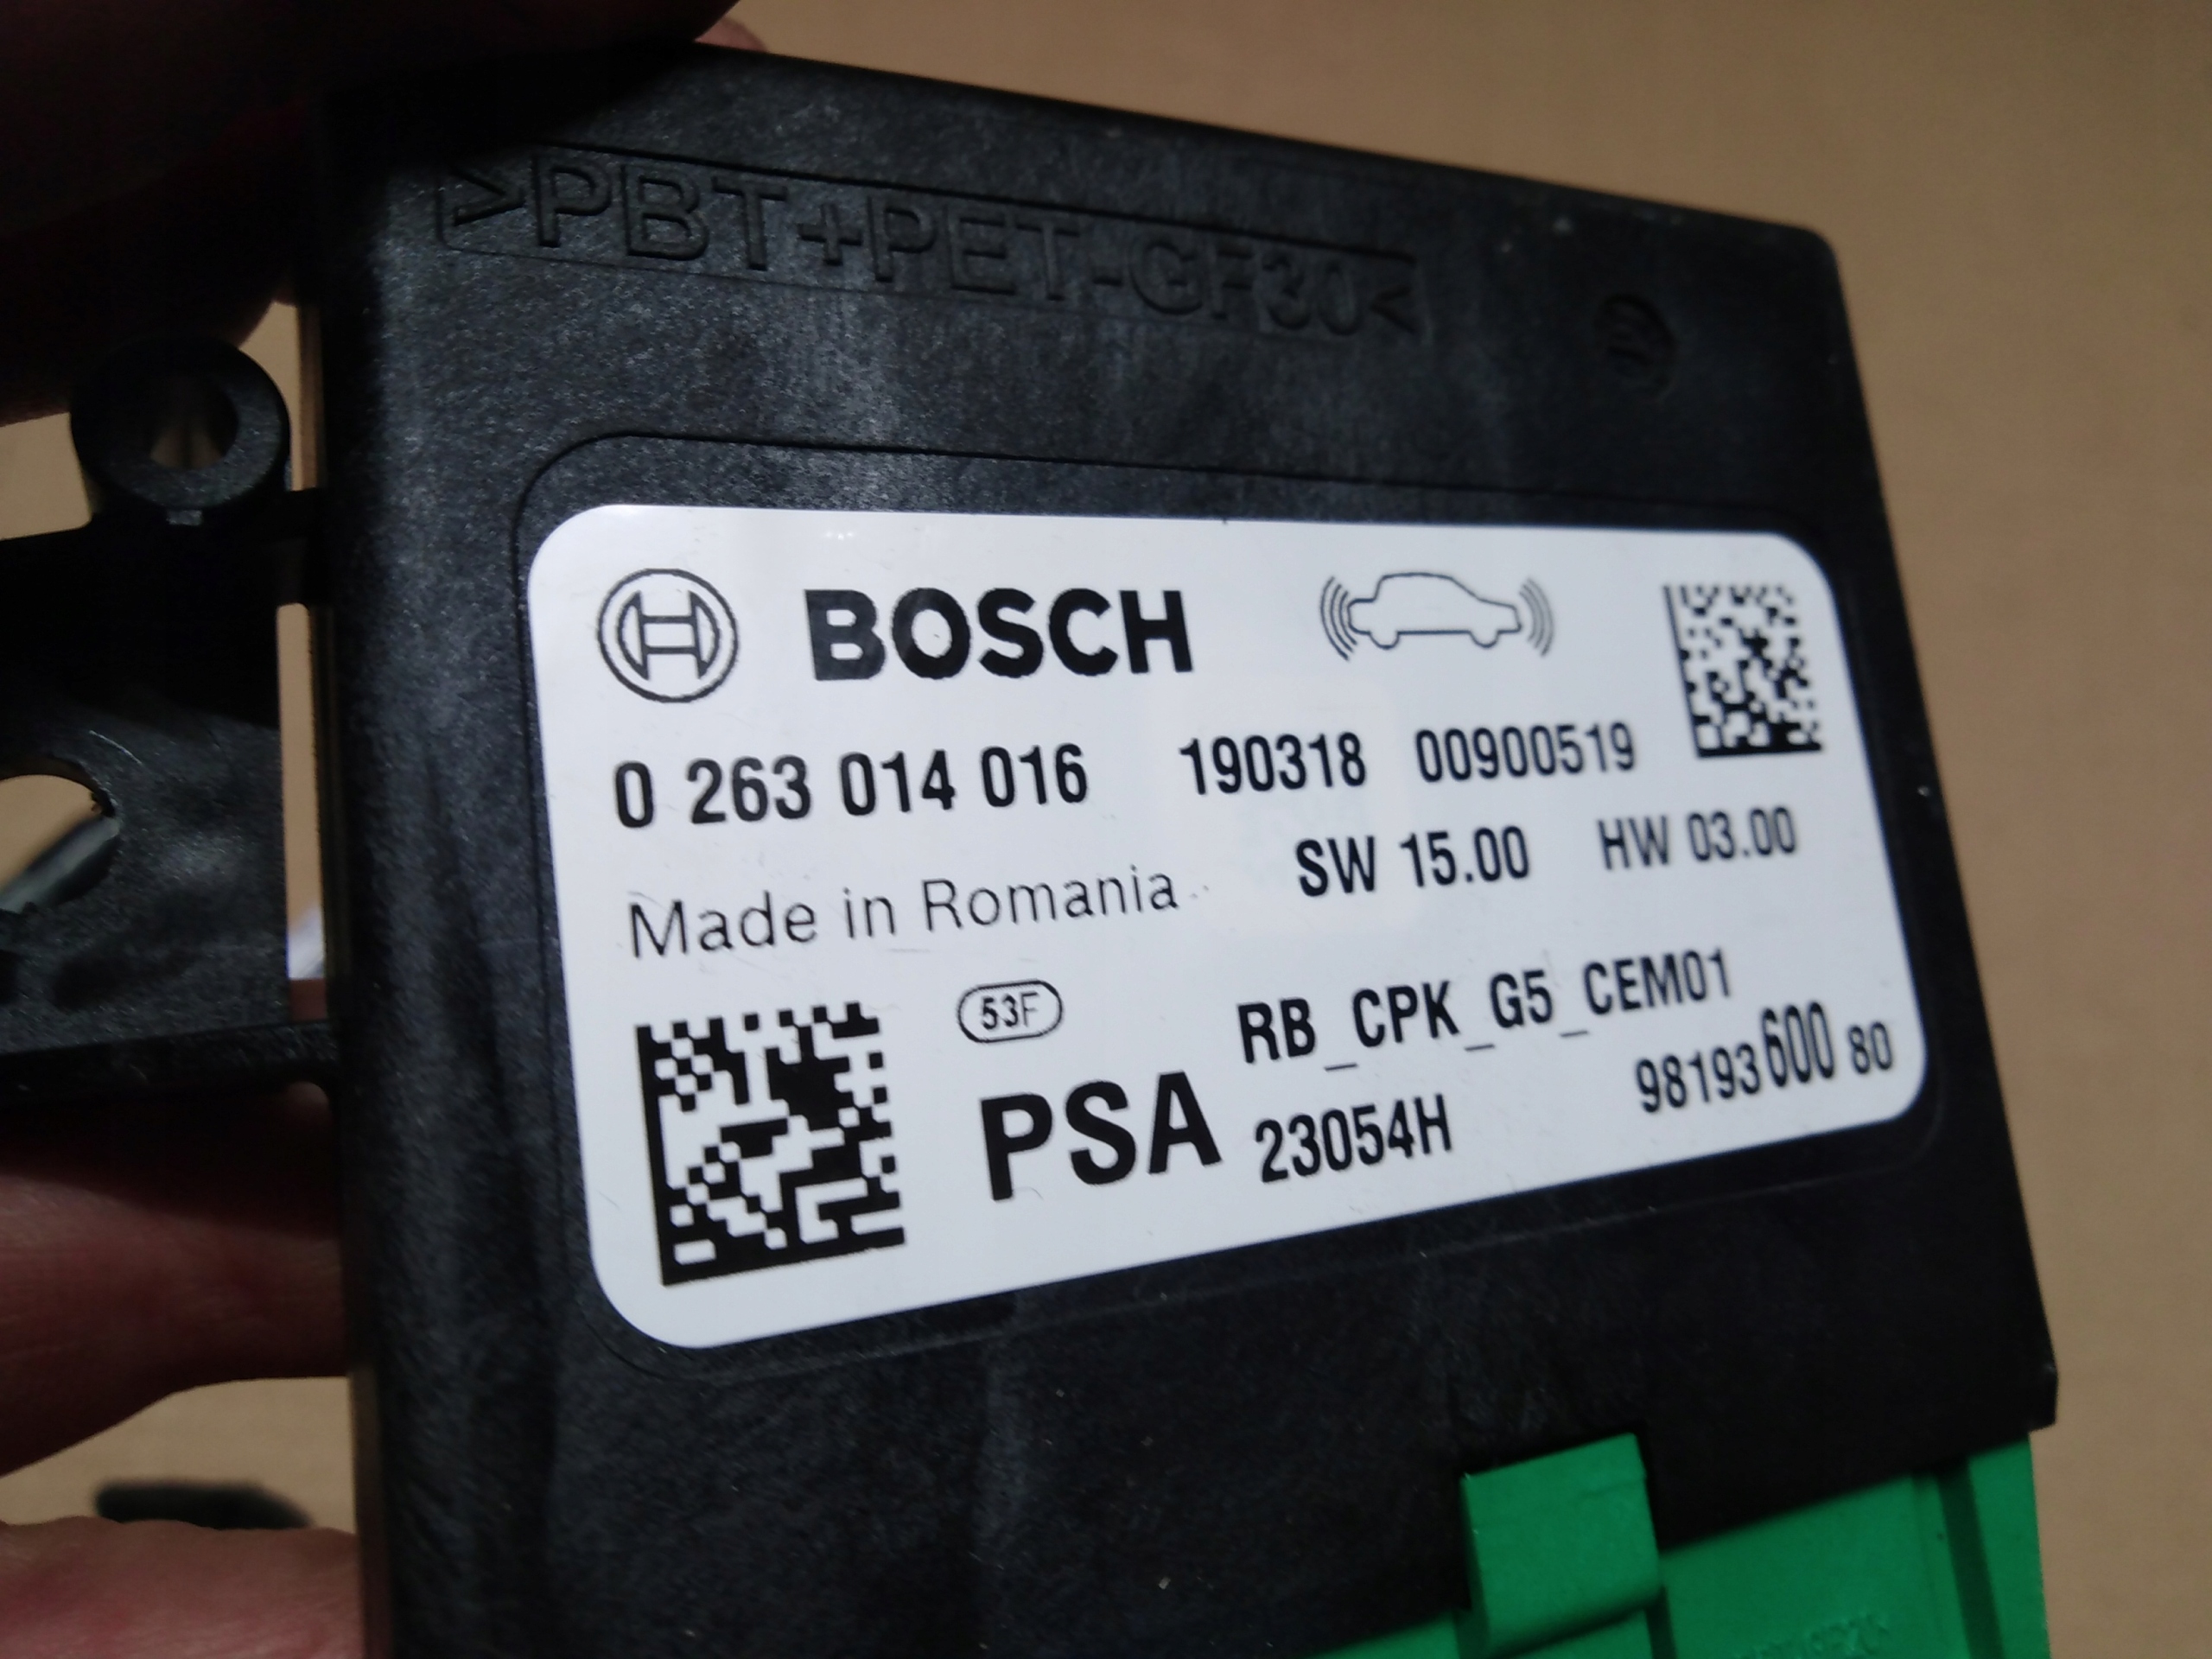 >PBT+PET-GF30<
BOSCH
0 263 014 016 190318 00900519
Made in Romania SW 15.00 HW 03.00
53F RB_CPK_G5_CEM01
PSA 23054H 98193600 80